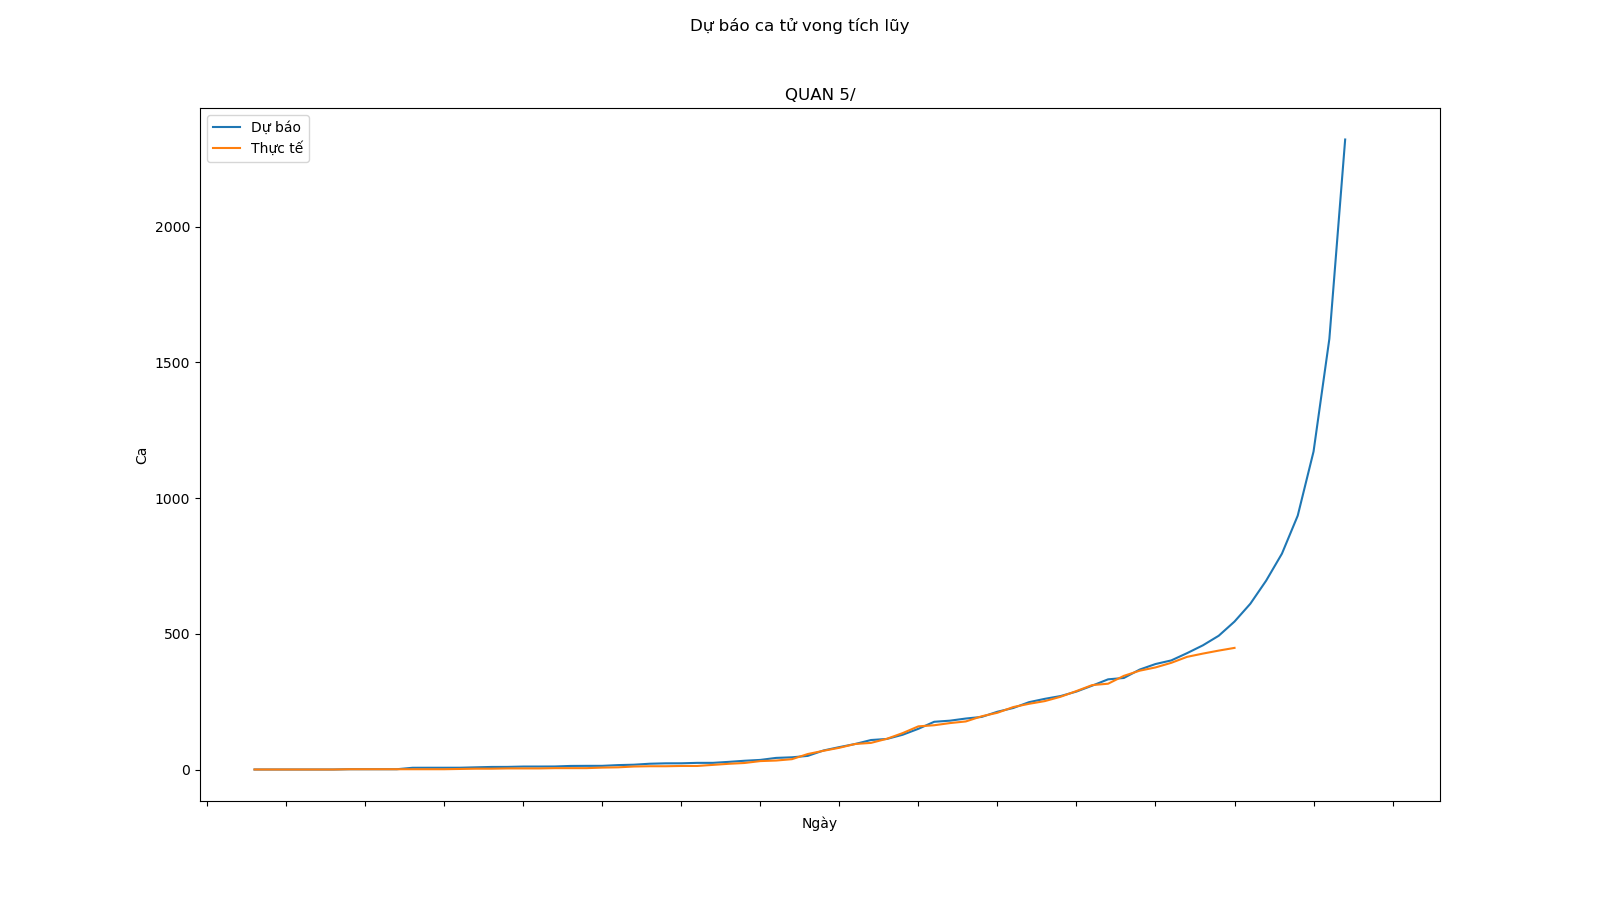 Dự báo ca tử vong tích lũy
QUAN 5/
Dự báo
Thực tế
2000
1500
1000
500
0
Ca
Ngày